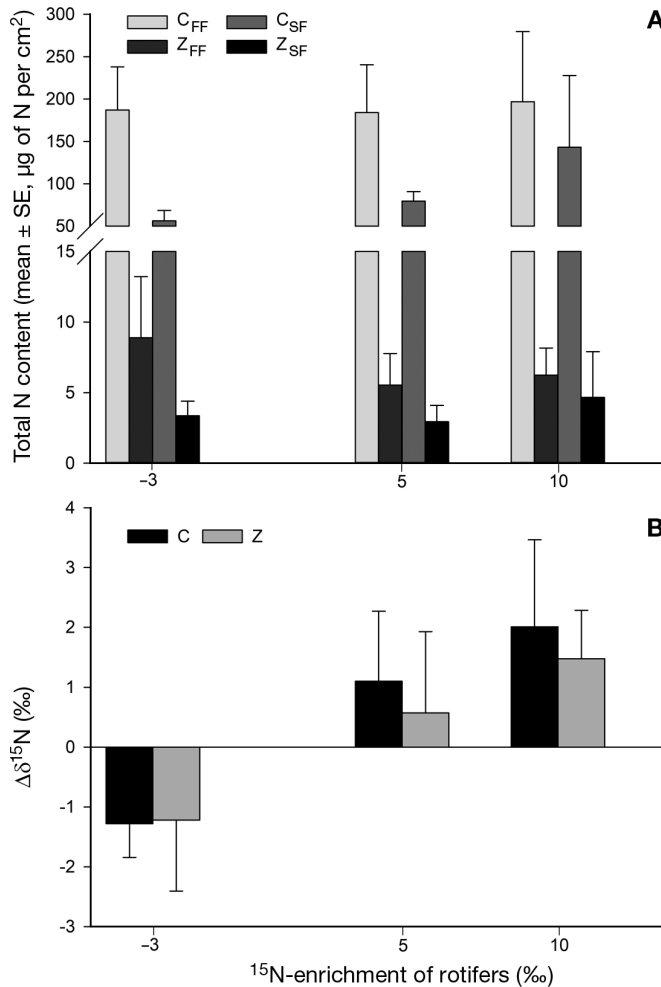 A
C_FF C_SF
Z_FF Z_SF
Total N content (mean ± SE, µg of N per cm²)
300
250
200
150
100
50
15
10
5
0
–3 5 10
B
C Z
Δδ¹⁵N (‰)
4
3
2
1
0
-1
-2
-3
–3 5 10
¹⁵N-enrichment of rotifers (‰)